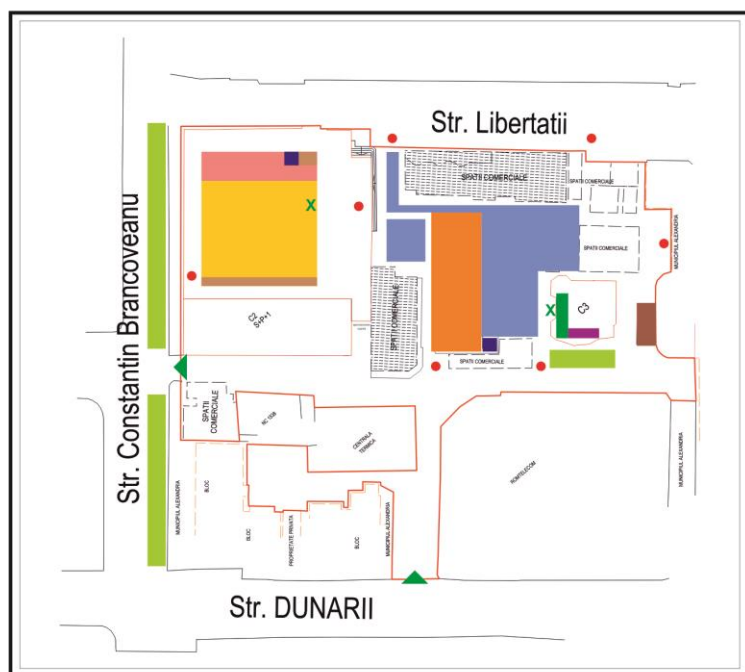 Str. Libertatii
SPATII COMERCIALE
SPATII COMERCIALE
X
Str. Constantin Brancoveanu
SPATII COMERCIALE
MUNICIPIUL ALEXANDRIA
C2
S+P+1
SPATII COMERCIALE
X
C3
SPATII COMERCIALE
SPATII
COMERCIALE
CENTRALA
TERMICA
ROMTELECOM
MUNICIPIUL ALEXANDRIA
MUNICIPIUL ALEXANDRIA
BLOC
BLOC
PROPRIETATE PRIVATA
BLOC
MUNICIPIUL ALEXANDRIA
Str. DUNARII